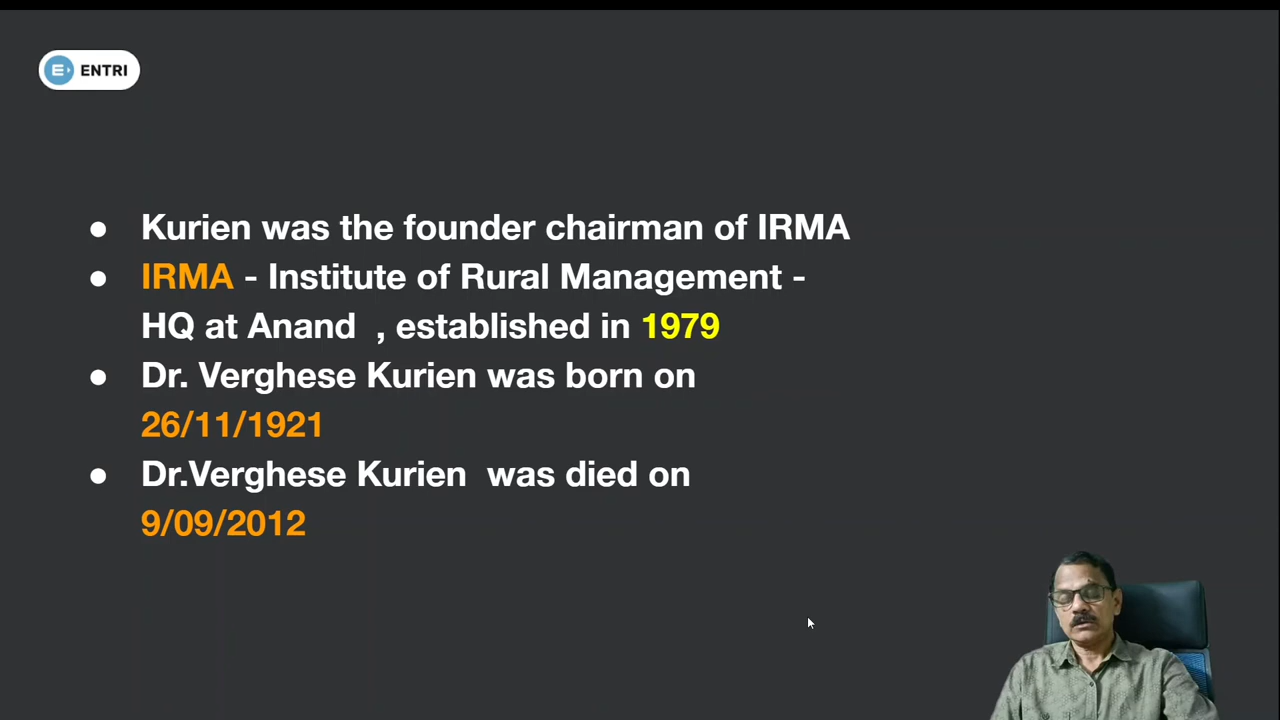 ENTRI
● Kurien was the founder chairman of IRMA
● IRMA - Institute of Rural Management -
HQ at Anand , established in 1979
● Dr. Verghese Kurien was born on
26/11/1921
● Dr.Verghese Kurien was died on
9/09/2012